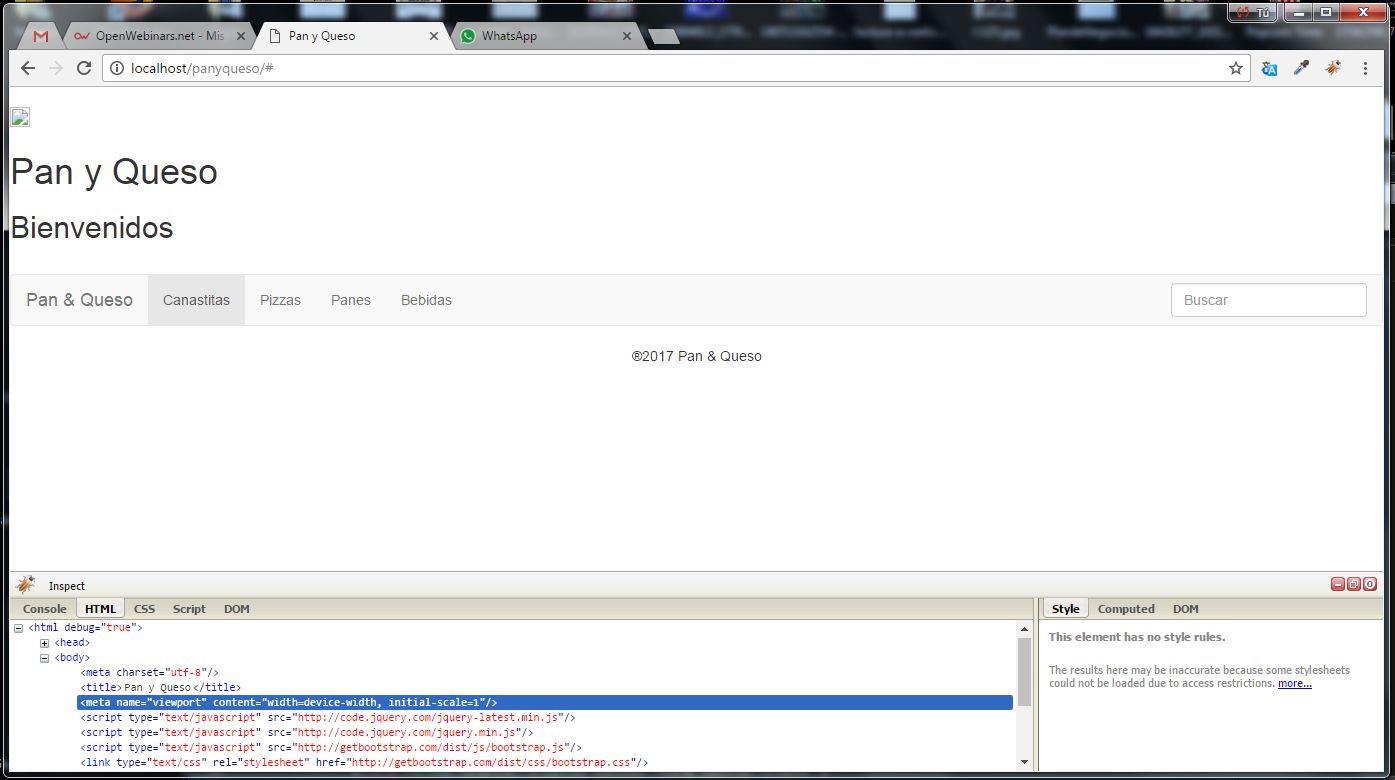 Tú
OpenWebinars.net - Mis
Pan y Queso
WhatsApp
localhost/panyqueso/#
Pan y Queso
Bienvenidos
Pan & Queso Canastitas Pizzas Panes Bebidas Buscar
®2017 Pan & Queso
Inspect
Console HTML CSS Script DOM Style Computed DOM
<html debug="true">
<head>
<body>
<meta charset="utf-8"/>
<title>Pan y Queso</title>
<meta name="viewport" content="width=device-width, initial-scale=1"/>
<script type="text/javascript" src="http://code.jquery.com/jquery-latest.min.js"/>
<script type="text/javascript" src="http://code.jquery.com/jquery.min.js"/>
<script type="text/javascript" src="http://getbootstrap.com/dist/js/bootstrap.js"/>
<link type="text/css" rel="stylesheet" href="http://getbootstrap.com/dist/css/bootstrap.css"/>
This element has no style rules.
The results here may be inaccurate because some stylesheets
could not be loaded due to access restrictions. more...